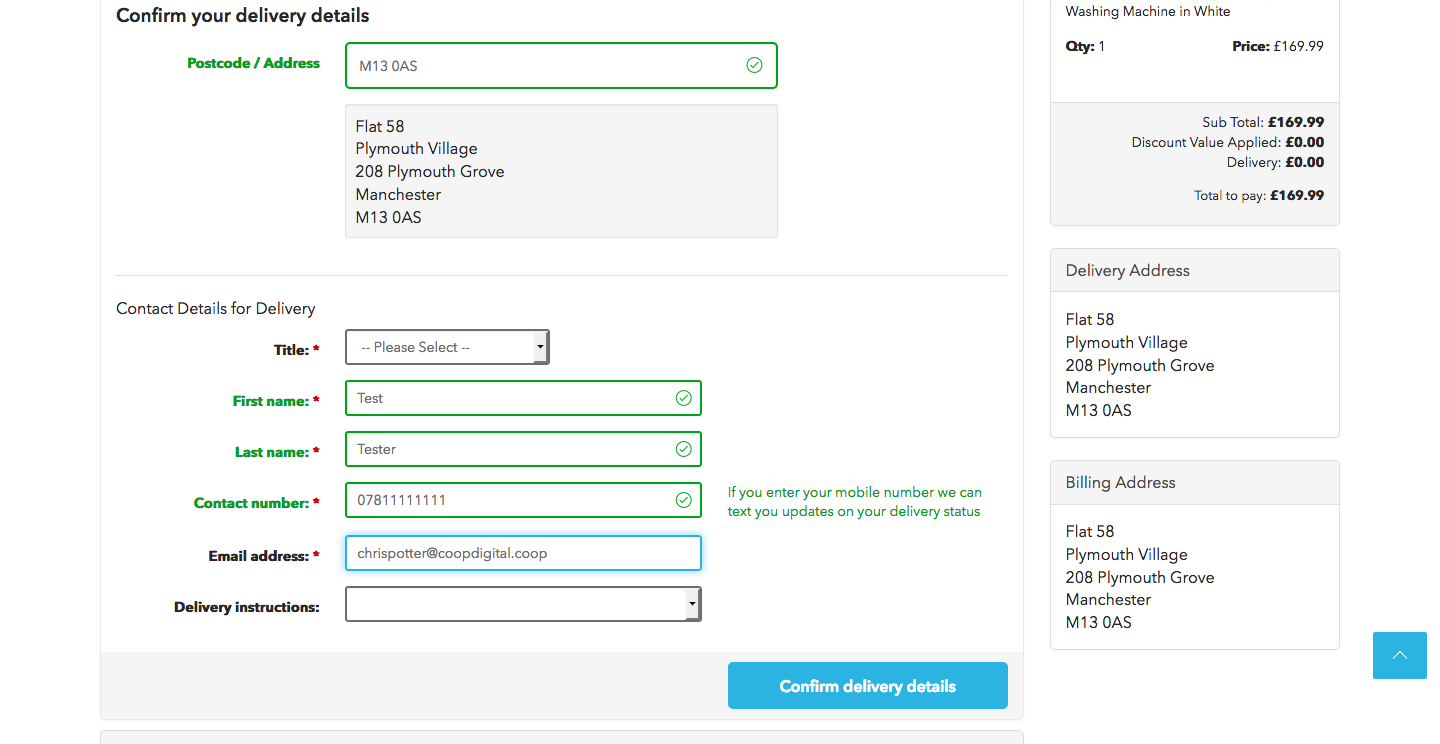 Confirm your delivery details
Postcode / Address
M13 0AS
Flat 58
Plymouth Village
208 Plymouth Grove
Manchester
M13 0AS
Contact Details for Delivery
Title: *
-- Please Select --
First name: *
Test
Last name: *
Tester
Contact number: *
07811111111
If you enter your mobile number we can
text you updates on your delivery status
Email address: *
chrispotter@coopdigital.coop
Delivery instructions:
Confirm delivery details
Washing Machine in White
Qty: 1 Price: £169.99
Sub Total: £169.99
Discount Value Applied: £0.00
Delivery: £0.00
Total to pay: £169.99
Delivery Address
Flat 58
Plymouth Village
208 Plymouth Grove
Manchester
M13 0AS
Billing Address
Flat 58
Plymouth Village
208 Plymouth Grove
Manchester
M13 0AS